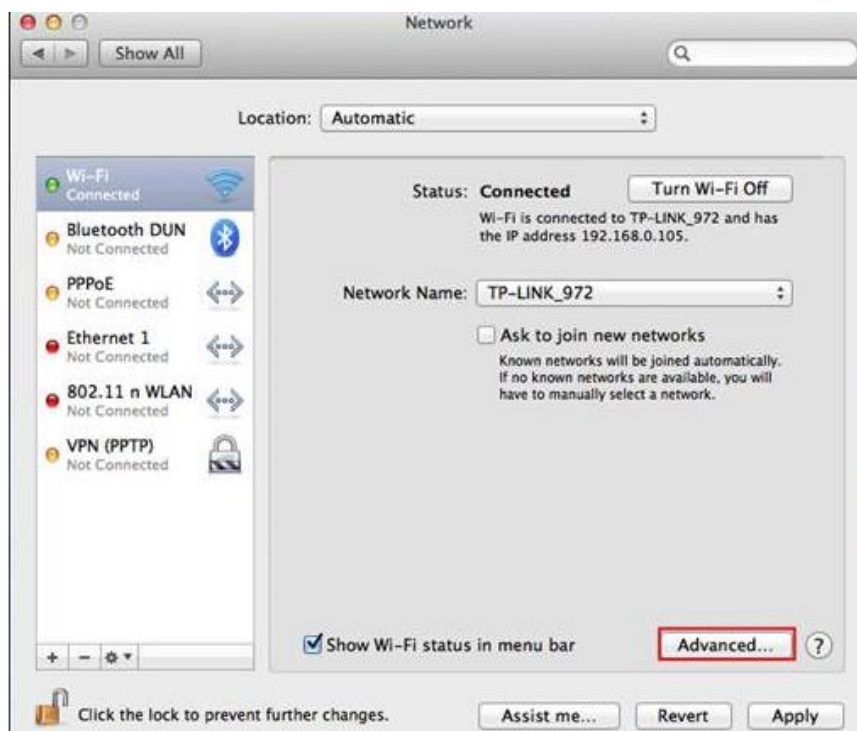 Network
Show All
Location: Automatic
Wi-Fi
Connected
Bluetooth DUN
Not Connected
PPPoE
Not Connected
Ethernet 1
Not Connected
802.11 n WLAN
Not Connected
VPN (PPTP)
Not Connected
Status: Connected Turn Wi-Fi Off
Wi-Fi is connected to TP-LINK_972 and has
the IP address 192.168.0.105.
Network Name: TP-LINK_972
Ask to join new networks
Known networks will be joined automatically.
If no known networks are available, you will
have to manually select a network.
Show Wi-Fi status in menu bar Advanced... ?
Click the lock to prevent further changes. Assist me... Revert Apply